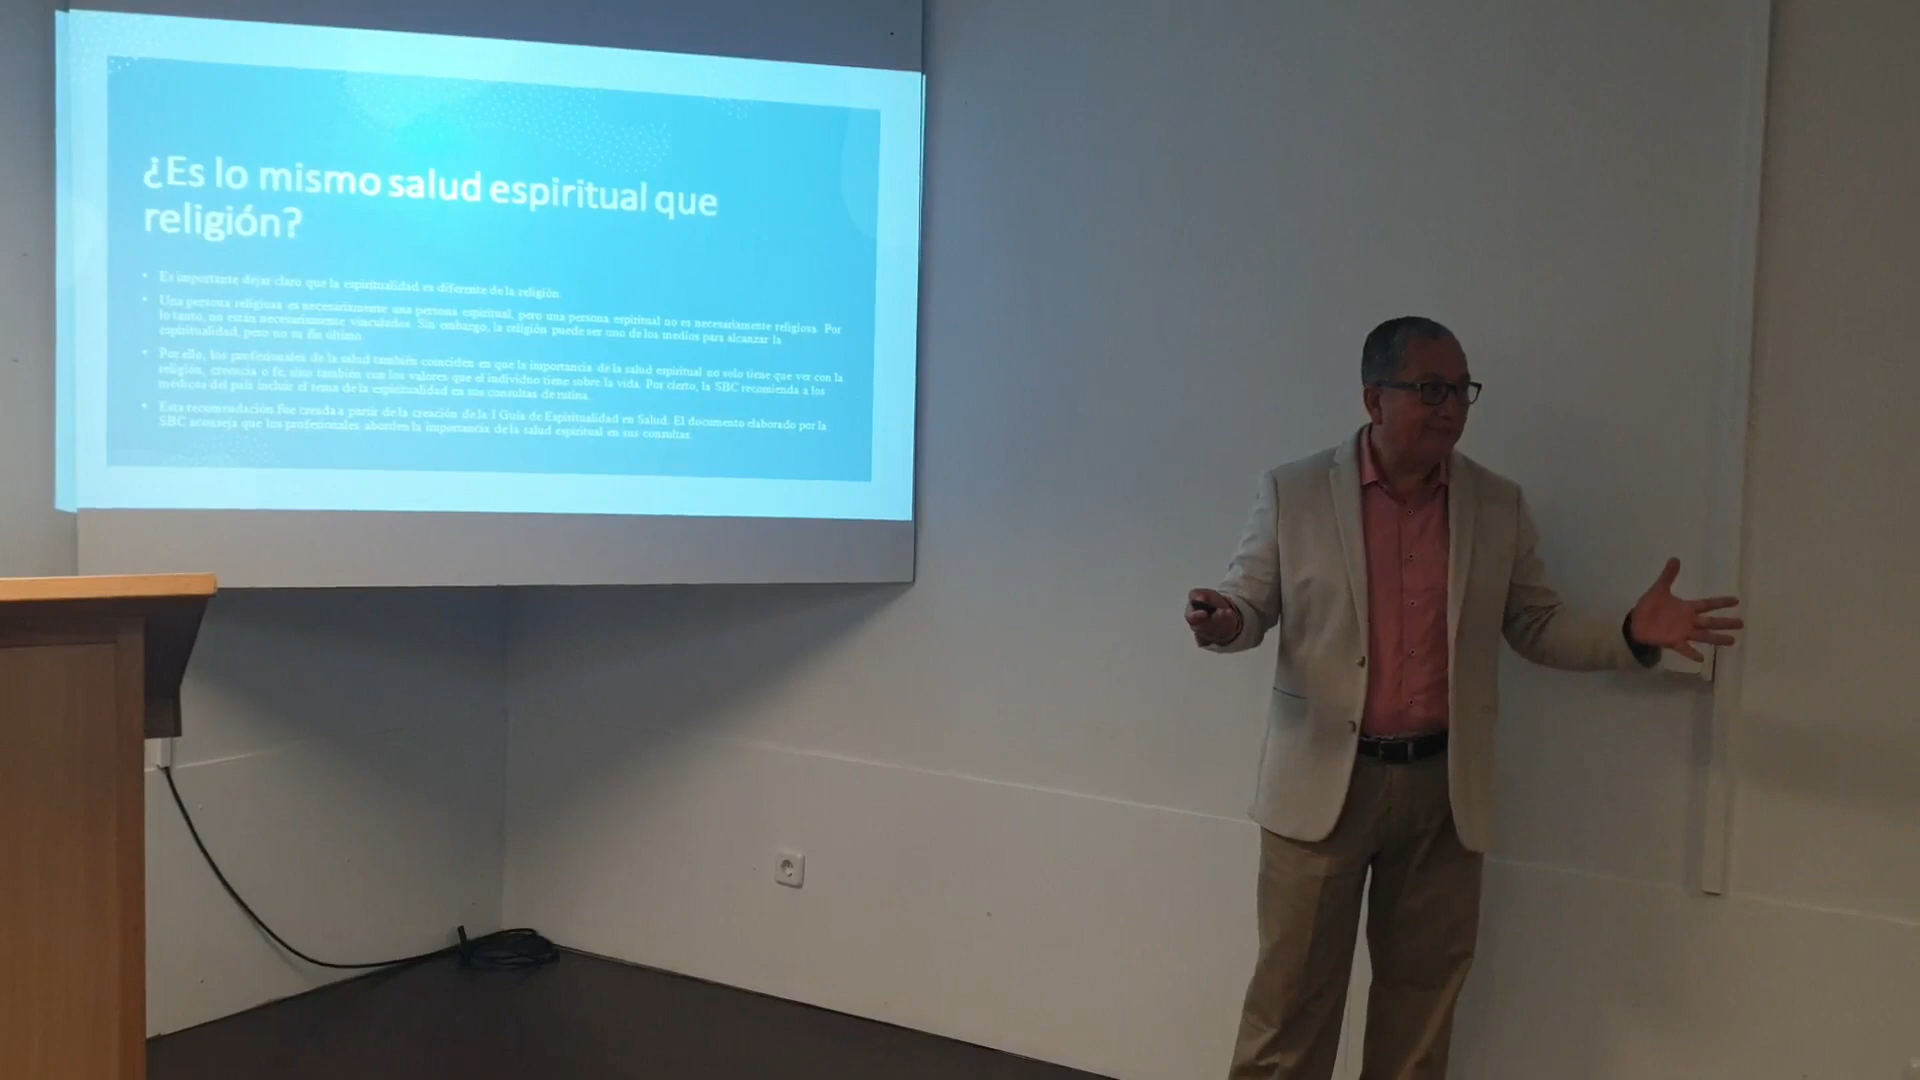 ¿Es lo mismo salud espiritual que
religión?
• Es importante dejar claro que la espiritualidad es diferente de la religión.
• Una persona religiosa es necesariamente una persona espiritual, pero una persona espiritual no es necesariamente religiosa. Por
lo tanto, no están necesariamente vinculados. Sin embargo, la religión puede ser uno de los medios para alcanzar la
espiritualidad, pero no su fin último.
• Por ello, los profesionales de la salud también coinciden en que la importancia de la salud espiritual no solo tiene que ver con la
religión, creencia o fe, sino también con los valores que el individuo tiene sobre la vida. Por cierto, la SBC recomienda a los
médicos del país incluir el tema de la espiritualidad en sus consultas de rutina.
• Esta recomendación fue creada a partir de la creación de la I Guía de Espiritualidad en Salud. El documento elaborado por la
SBC aconseja que los profesionales aborden la importancia de la salud espiritual en sus consultas.